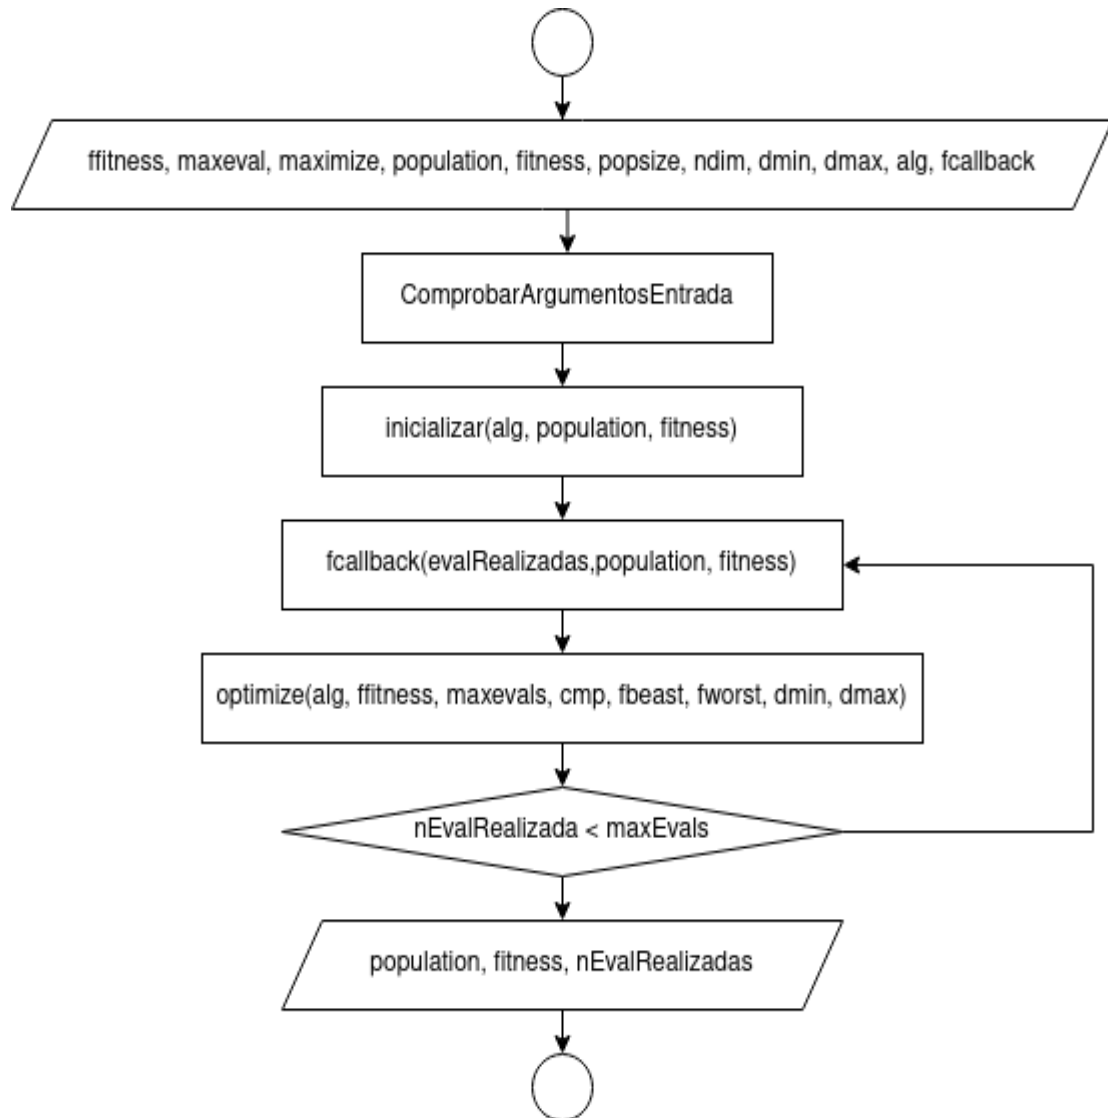 ffitness, maxeval, maximize, population, fitness, popsize, ndim, dmin, dmax, alg, fcallback
ComprobarArgumentosEntrada
inicializar(alg, population, fitness)
fcallback(evalRealizadas,population, fitness)
optimize(alg, ffitness, maxevals, cmp, fbeast, fworst, dmin, dmax)
nEvalRealizada < maxEvals
population, fitness, nEvalRealizadas